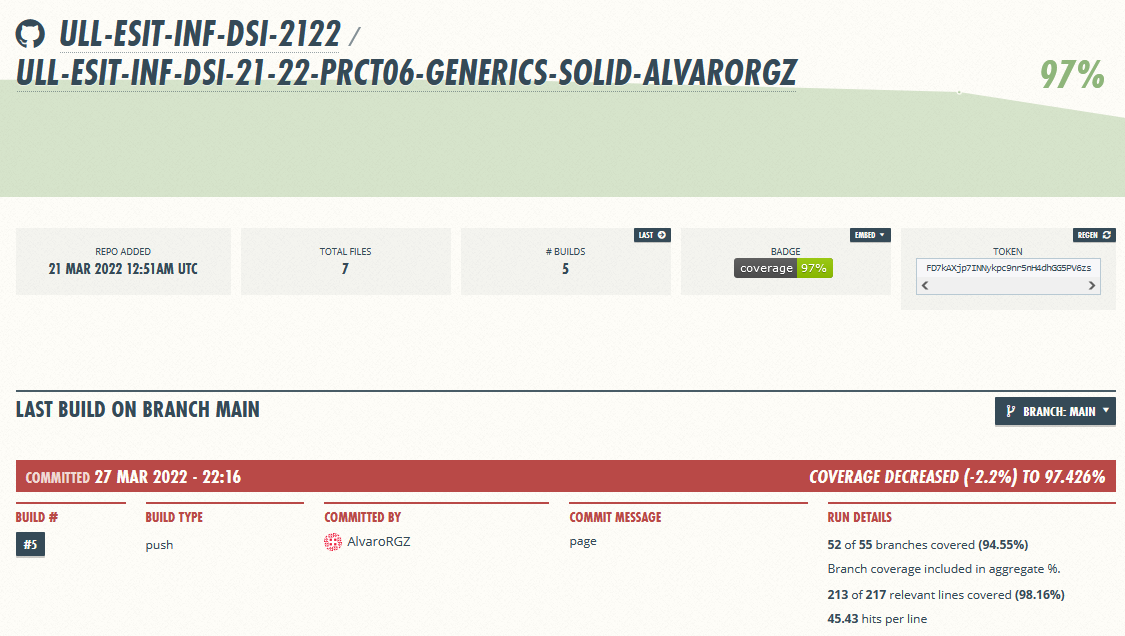 ULL-ESIT-INF-DSI-2122 /
ULL-ESIT-INF-DSI-21-22-PRCT06-GENERICS-SOLID-ALVARORGZ
97%
REPO ADDED
21 MAR 2022 12:51AM UTC
TOTAL FILES
7
LAST
# BUILDS
5
EMBED
BADGE
coverage 97%
REGEN
TOKEN
FD7kAXjp7INNykpc9nr5nH4dhGG5PV6zs
LAST BUILD ON BRANCH MAIN
BRANCH: MAIN
COMMITTED 27 MAR 2022 - 22:16
COVERAGE DECREASED (-2.2%) TO 97.426%
BUILD #
#5
BUILD TYPE
push
COMMITTED BY
AlvaroRGZ
COMMIT MESSAGE
page
RUN DETAILS
52 of 55 branches covered (94.55%)
Branch coverage included in aggregate %.
213 of 217 relevant lines covered (98.16%)
45.43 hits per line